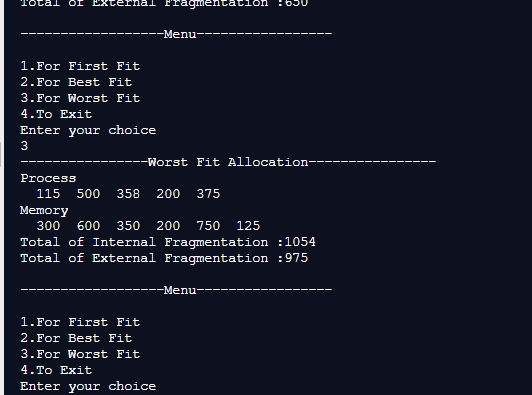 Total of External Fragmentation :650
------------------Menu-----------------
1.For First Fit
2.For Best Fit
3.For Worst Fit
4.To Exit
Enter your choice
3
----------------Worst Fit Allocation----------------
Process
115 500 358 200 375
Memory
300 600 350 200 750 125
Total of Internal Fragmentation :1054
Total of External Fragmentation :975
------------------Menu-----------------
1.For First Fit
2.For Best Fit
3.For Worst Fit
4.To Exit
Enter your choice